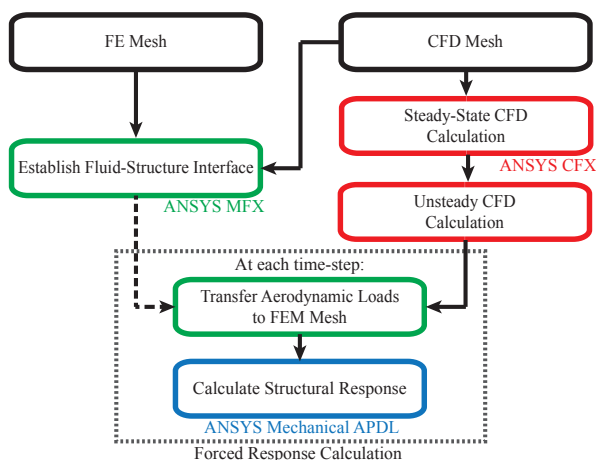 FE Mesh
CFD Mesh
Steady-State CFD
Calculation
Establish Fluid-Structure Interface
ANSYS CFX
ANSYS MFX
Unsteady CFD
Calculation
At each time-step:
Transfer Aerodynamic Loads
to FEM Mesh
Calculate Structural Response
ANSYS Mechanical APDL
Forced Response Calculation